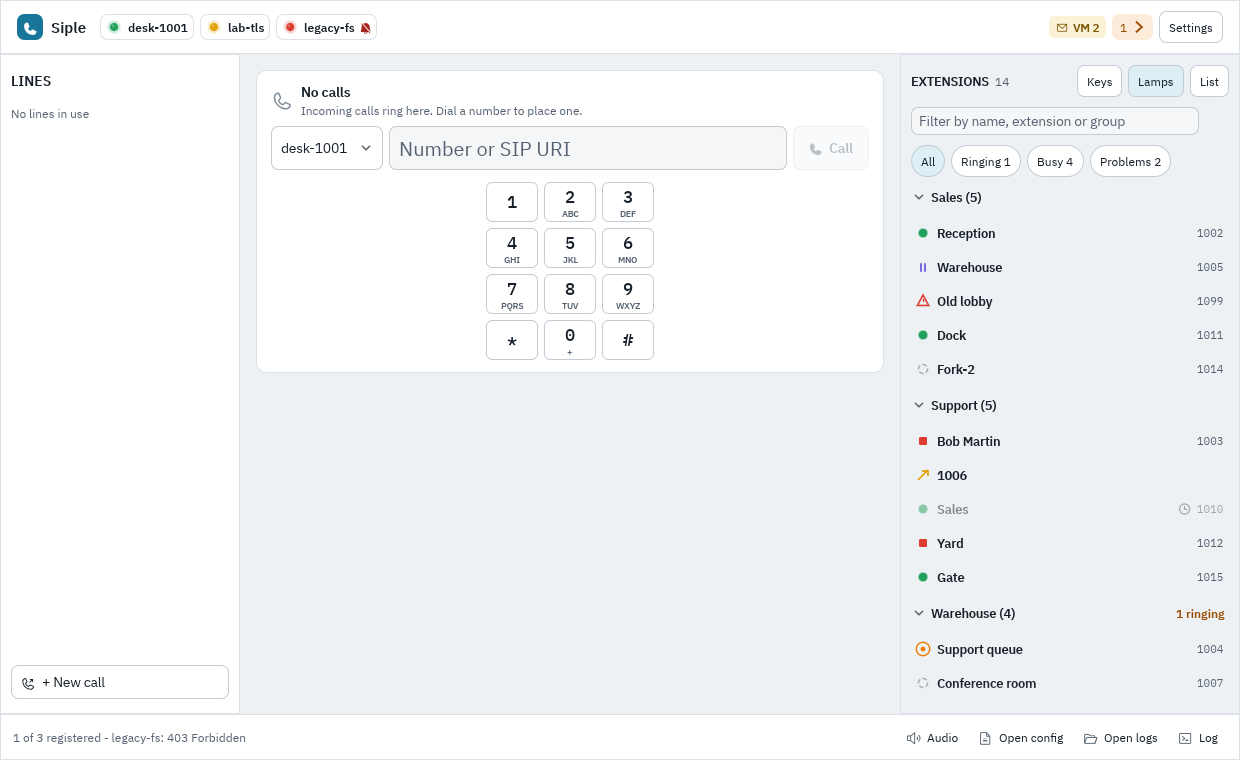 Siple
desk-1001
lab-tls
legacy-fs
VM 2
1
Settings
LINES
No lines in use
+ New call
No calls
Incoming calls ring here. Dial a number to place one.
desk-1001
Number or SIP URI
Call
1
2
ABC
3
DEF
4
GHI
5
JKL
6
MNO
7
PQRS
8
TUV
9
WXYZ
*
0
+
#
EXTENSIONS 14
Keys
Lamps
List
Filter by name, extension or group
All
Ringing 1
Busy 4
Problems 2
Sales (5)
Reception 1002
Warehouse 1005
Old lobby 1099
Dock 1011
Fork-2 1014
Support (5)
Bob Martin 1003
1006
Sales 1010
Yard 1012
Gate 1015
Warehouse (4) 1 ringing
Support queue 1004
Conference room 1007
1 of 3 registered - legacy-fs: 403 Forbidden
Audio
Open config
Open logs
Log